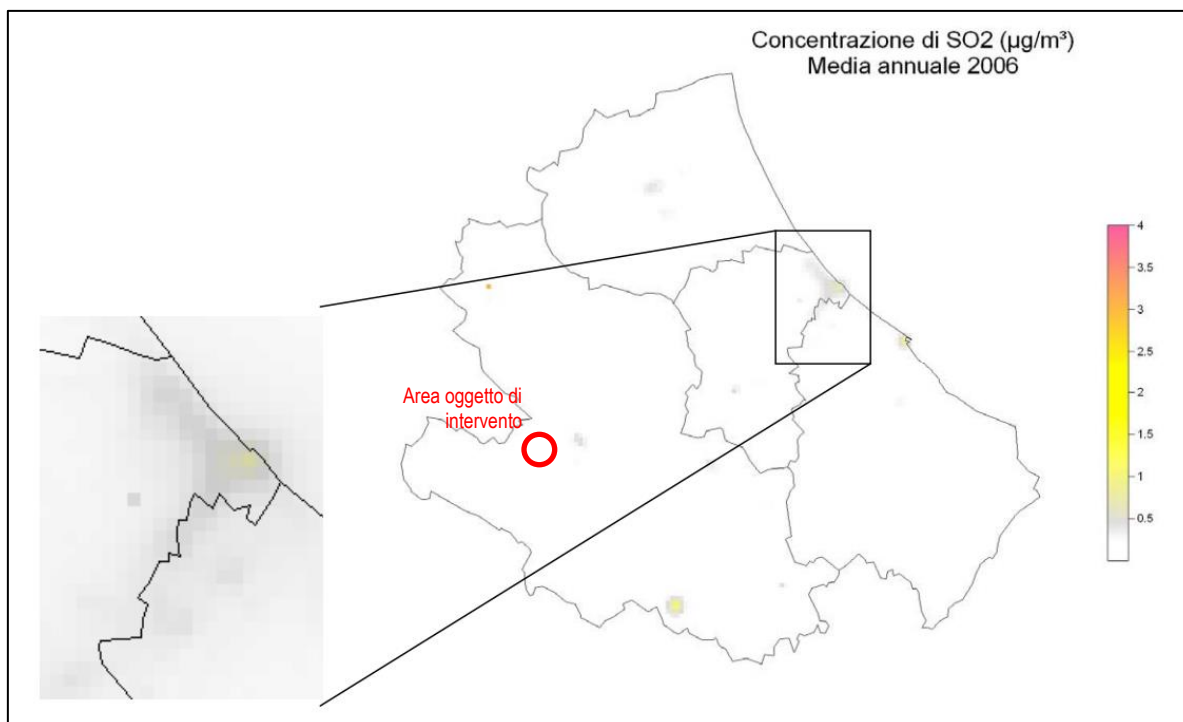 Concentrazione di SO2 (µg/m³)
Media annuale 2006
Area oggetto di
intervento
4
3.5
3
2.5
2
1.5
1
0.5